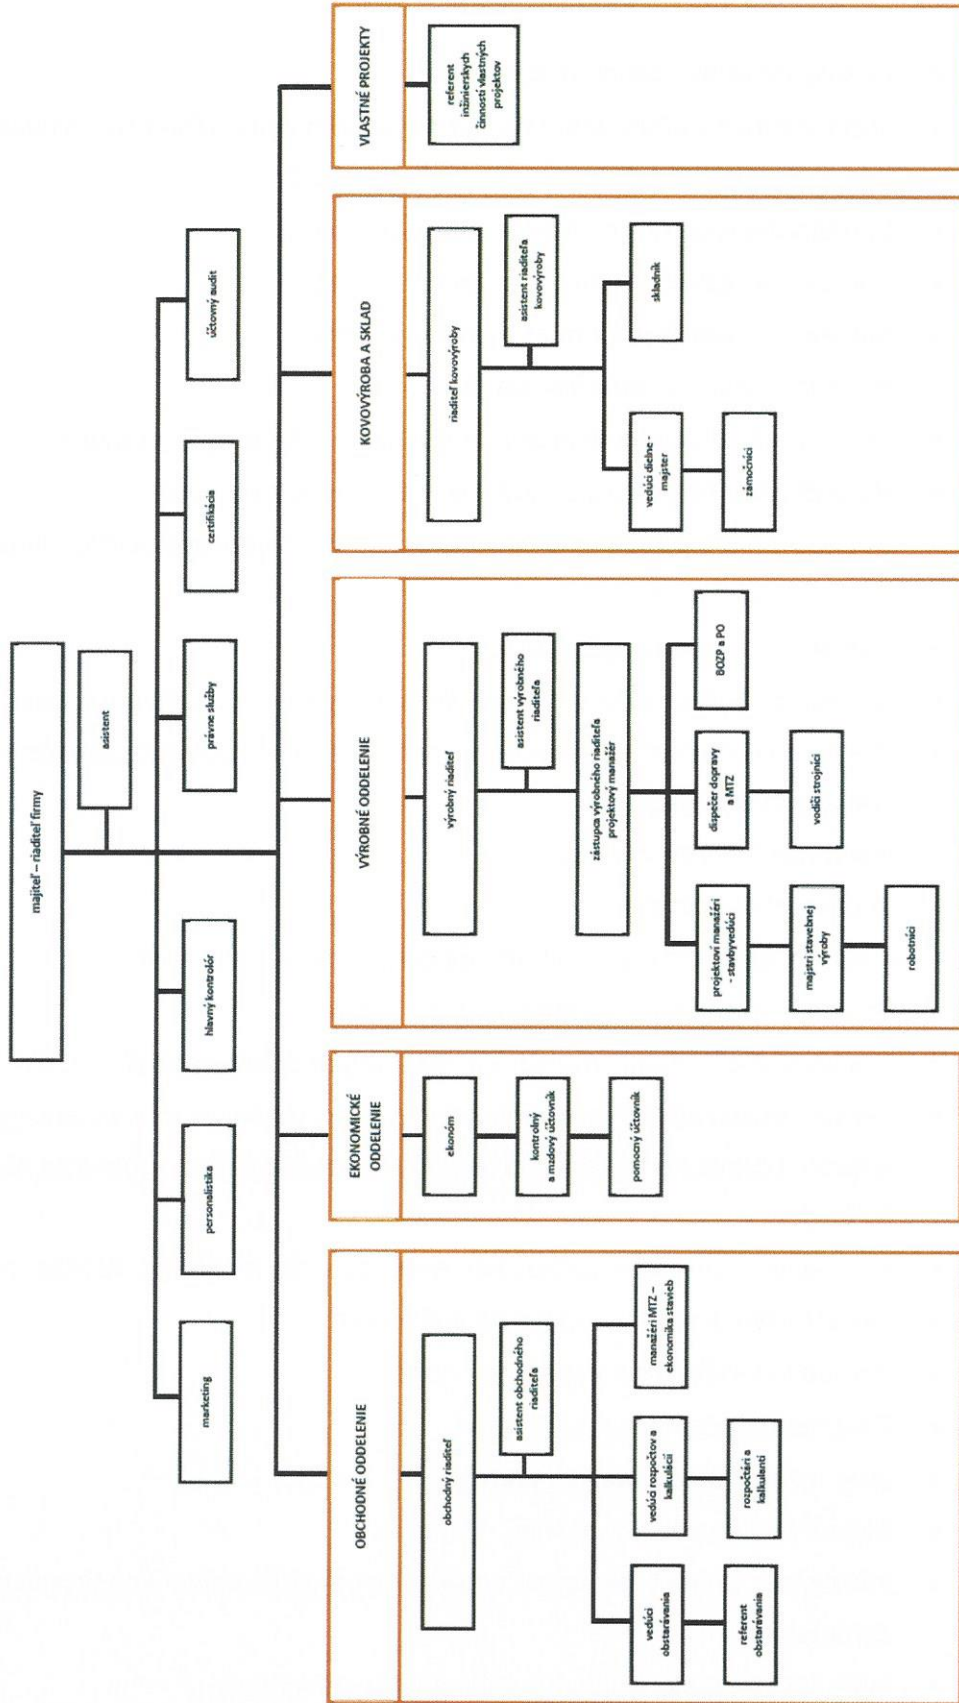 majiteľ – riaditeľ firmy
asistent
marketing
personalistika
hlavný kontrolór
právne služby
certifikácia
účtovný audit
OBCHODNÉ ODDELENIE
obchodný riaditeľ
asistent obchodného
riaditeľa
vedúci
obstarávania
vedúci rozpočtov a
kalkulácií
manažéri MTZ –
ekonomika stavieb
referent
obstarávania
rozpočtári a
kalkulanti
EKONOMICKÉ
ODDELENIE
ekonóm
kontrolný
a mzdový účtovník
pomocný účtovník
VÝROBNÉ ODDELENIE
výrobný riaditeľ
asistent výrobného
riaditeľa
zástupca výrobného riaditeľa
projektový manažér
projektoví manažéri
- stavbyvedúci
dispečer dopravy
a MTZ
BOZP a PO
majstri stavebnej
výroby
vodiči strojníci
robotníci
KOVOVÝROBA A SKLAD
riaditeľ kovovýroby
asistent riaditeľa
kovovýroby
vedúci dielne -
majster
skladník
zámočníci
VLASTNÉ PROJEKTY
referent
inžinierskych
činností vlastných
projektov